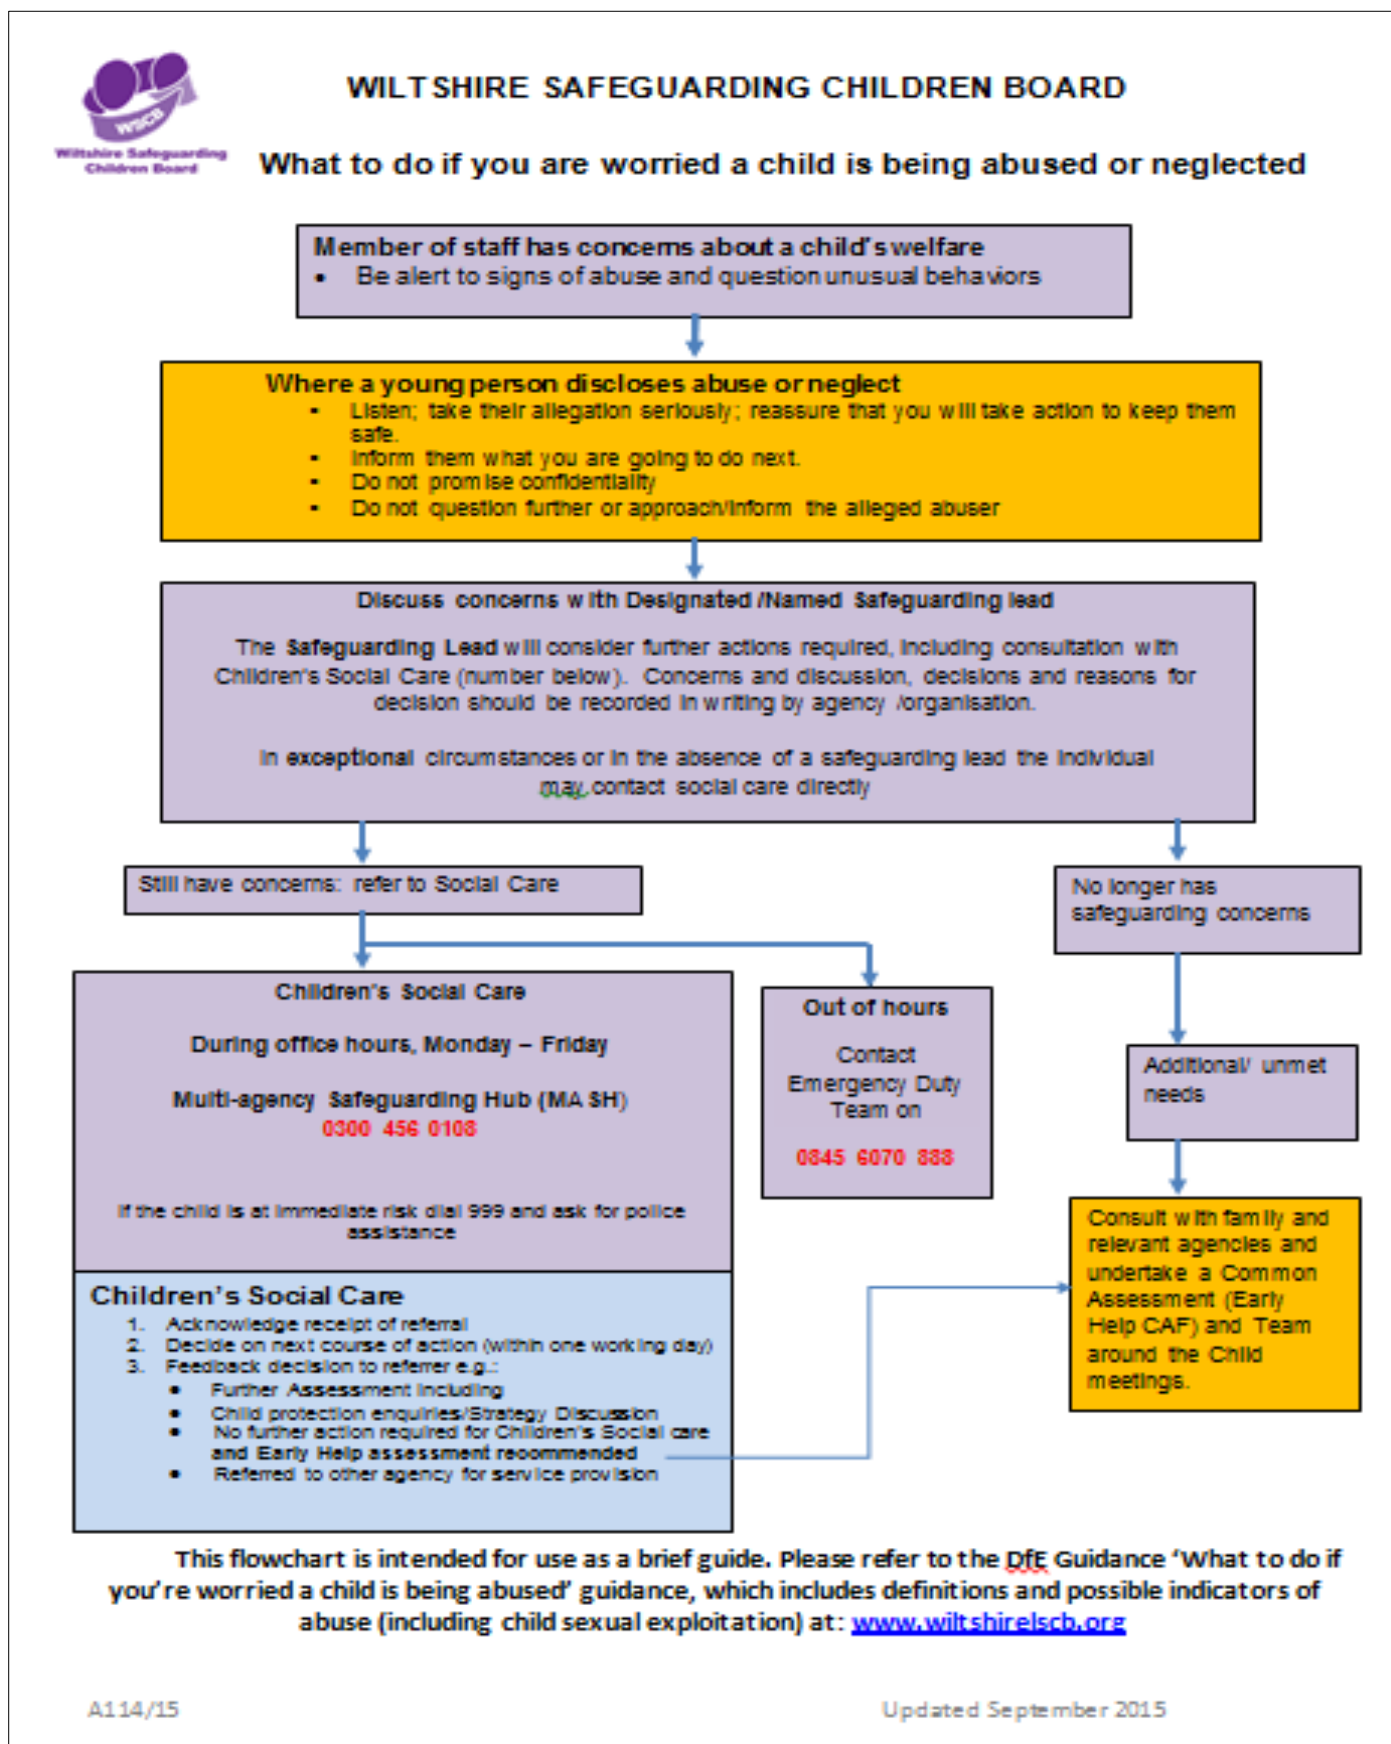 WSCB
Wiltshire Safeguarding
Children Board
WILTSHIRE SAFEGUARDING CHILDREN BOARD
What to do if you are worried a child is being abused or neglected
Member of staff has concerns about a child's welfare
• Be alert to signs of abuse and question unusual behaviors
Where a young person discloses abuse or neglect
▪ Listen; take their allegation seriously; reassure that you will take action to keep them
safe.
▪ Inform them what you are going to do next.
▪ Do not promise confidentiality
▪ Do not question further or approach/inform the alleged abuser
Discuss concerns with Designated /Named Safeguarding lead
The Safeguarding Lead will consider further actions required, including consultation with
Children's Social Care (number below). Concerns and discussion, decisions and reasons for
decision should be recorded in writing by agency /organisation.
In exceptional circumstances or in the absence of a safeguarding lead the individual
may contact social care directly
Still have concerns: refer to Social Care
No longer has
safeguarding concerns
Children's Social Care
During office hours, Monday – Friday
Multi-agency Safeguarding Hub (MASH)
0300 456 0108
If the child is at immediate risk dial 999 and ask for police
assistance
Out of hours
Contact
Emergency Duty
Team on
0845 6070 888
Additional/ unmet
needs
Consult with family and
relevant agencies and
undertake a Common
Assessment (Early
Help CAF) and Team
around the Child
meetings.
Children's Social Care
1. Acknowledge receipt of referral
2. Decide on next course of action (within one working day)
3. Feedback decision to referrer e.g.:
• Further Assessment including
• Child protection enquiries/Strategy Discussion
• No further action required for Children's Social care
and Early Help assessment recommended
• Referred to other agency for service provision
This flowchart is intended for use as a brief guide. Please refer to the DfE Guidance 'What to do if
you're worried a child is being abused' guidance, which includes definitions and possible indicators of
abuse (including child sexual exploitation) at: www.wiltshirelscb.org
A114/15
Updated September 2015